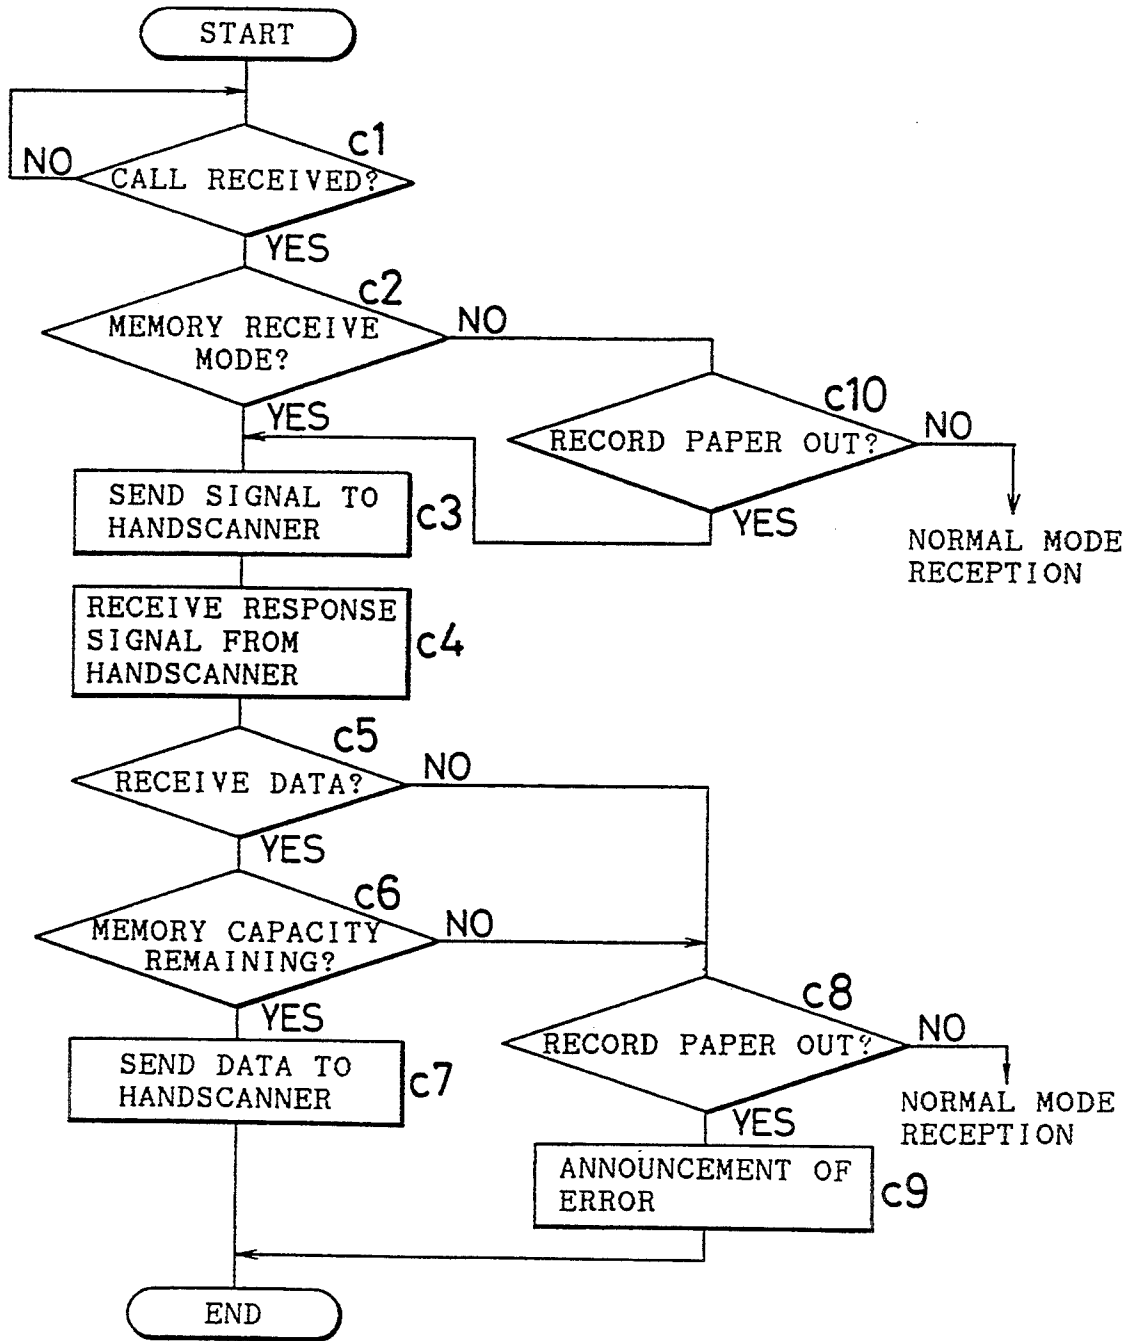 START
c1
NO
CALL RECEIVED?
YES
c2
NO
MEMORY RECEIVE
MODE?
YES
c10
NO
RECORD PAPER OUT?
YES
SEND SIGNAL TO
HANDSCANNER
c3
NORMAL MODE
RECEPTION
RECEIVE RESPONSE
SIGNAL FROM
HANDSCANNER
c4
c5
NO
RECEIVE DATA?
YES
c6
NO
MEMORY CAPACITY
REMAINING?
YES
c8
NO
RECORD PAPER OUT?
YES
SEND DATA TO
HANDSCANNER
c7
NORMAL MODE
RECEPTION
ANNOUNCEMENT OF
ERROR
c9
END